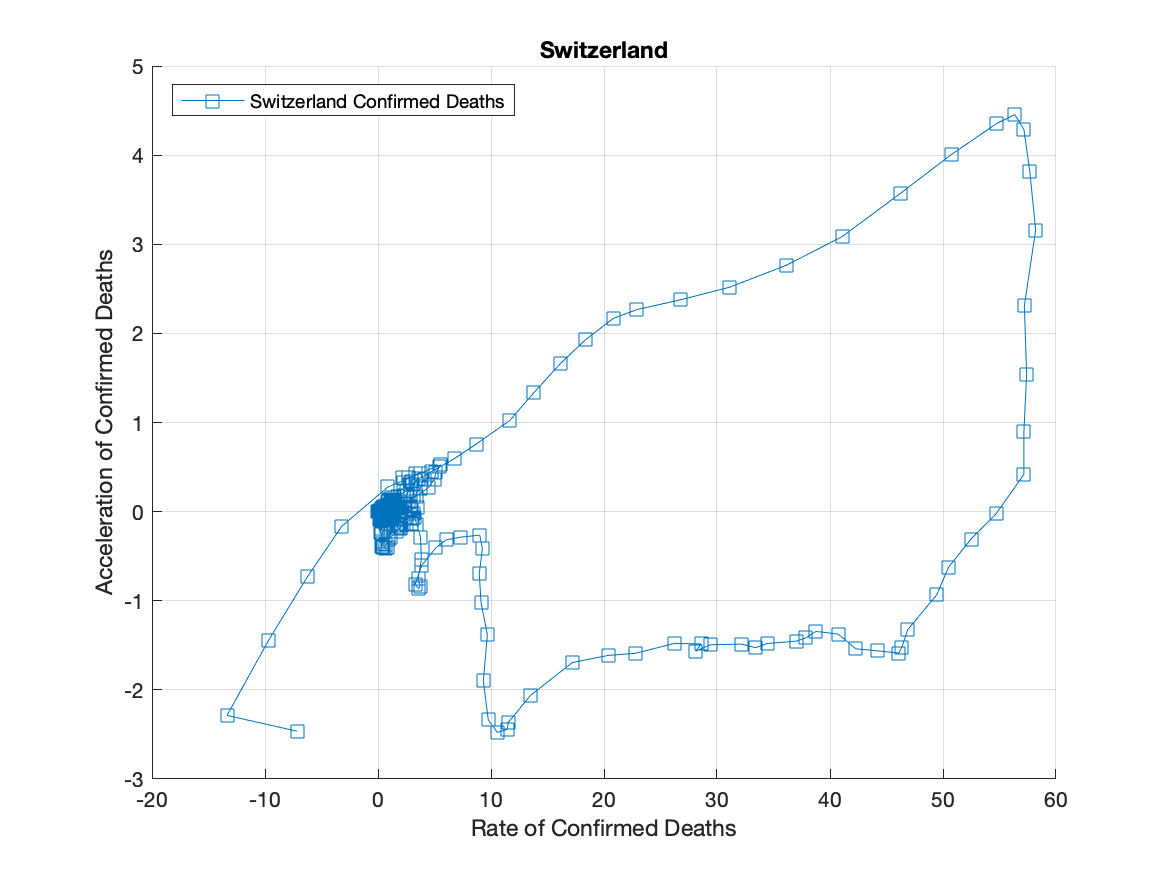 Switzerland
Switzerland Confirmed Deaths
5
4
3
2
1
0
-1
-2
-3
Acceleration of Confirmed Deaths
-20 -10 0 10 20 30 40 50 60
Rate of Confirmed Deaths